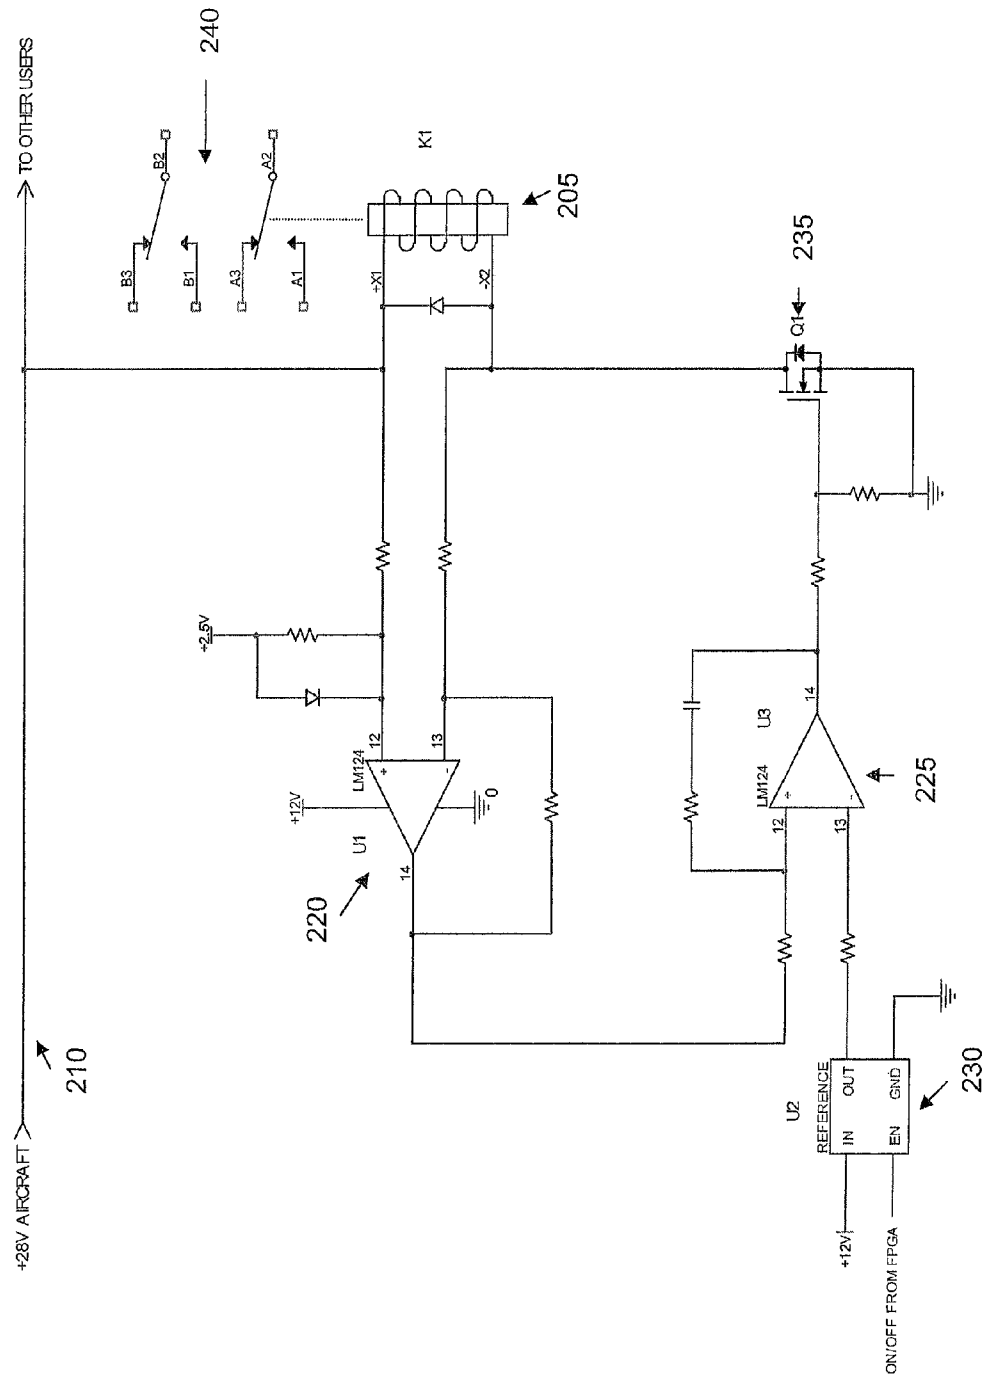 +28V AIRCRAFT
TO OTHER USERS
210
240
B3
B2
B1
A3
A2
A1
+X1
-X2
K1
205
+2.5V
+12V
LM124
12
+
13
-
0
14
U1
220
Q1
235
U3
LM124
12
+
13
-
14
225
U2
REFERENCE
IN
OUT
EN
GND
230
+12V
ON/OFF FROM FPGA